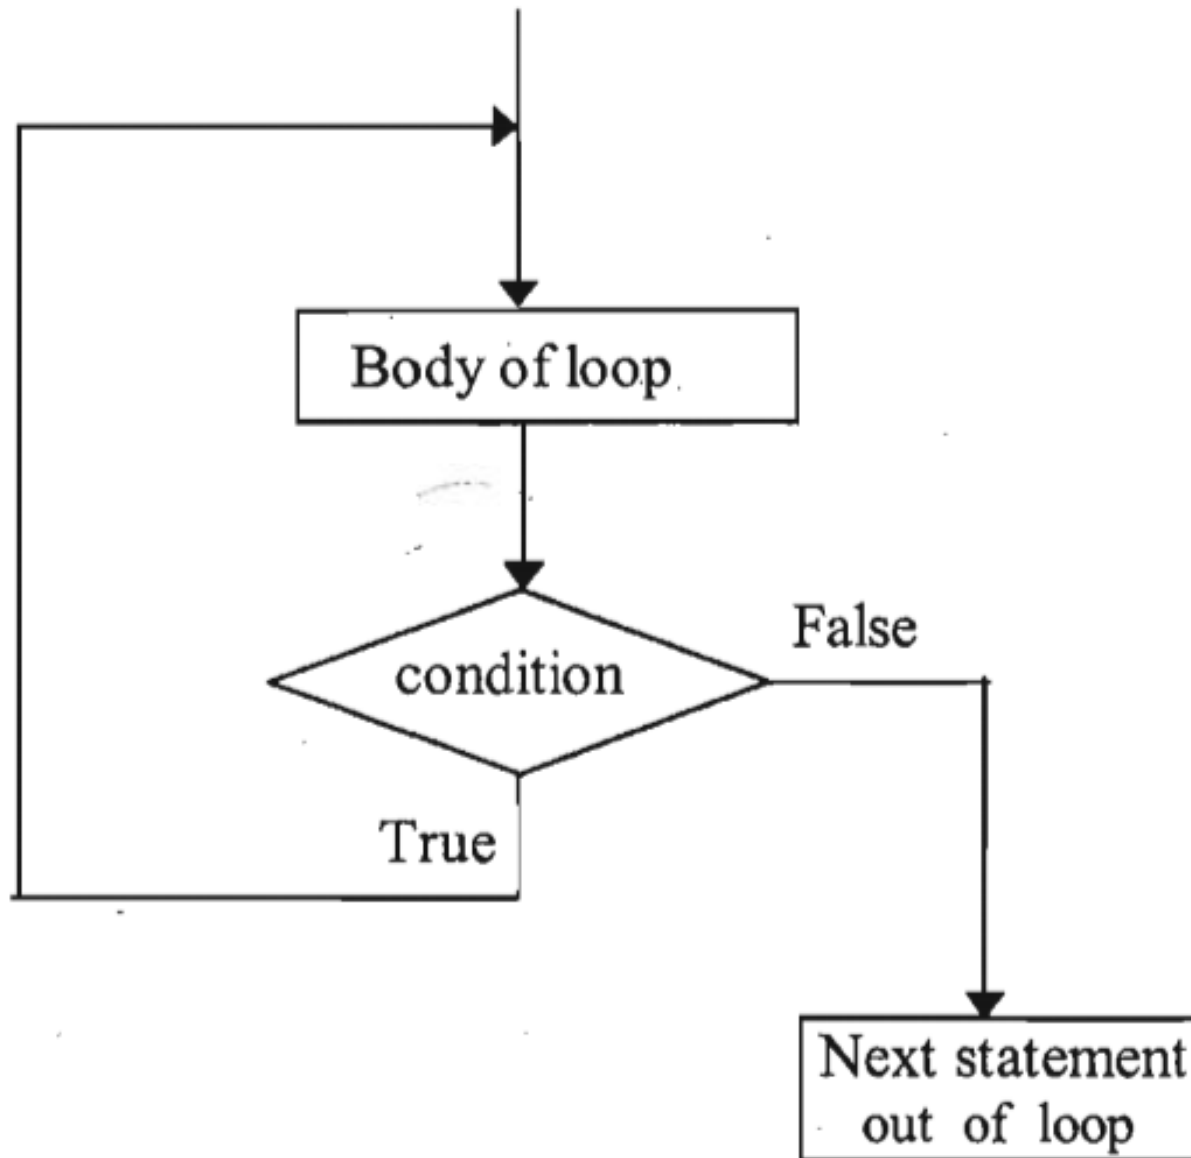 Body of loop
condition
False
True
Next statement
out of loop